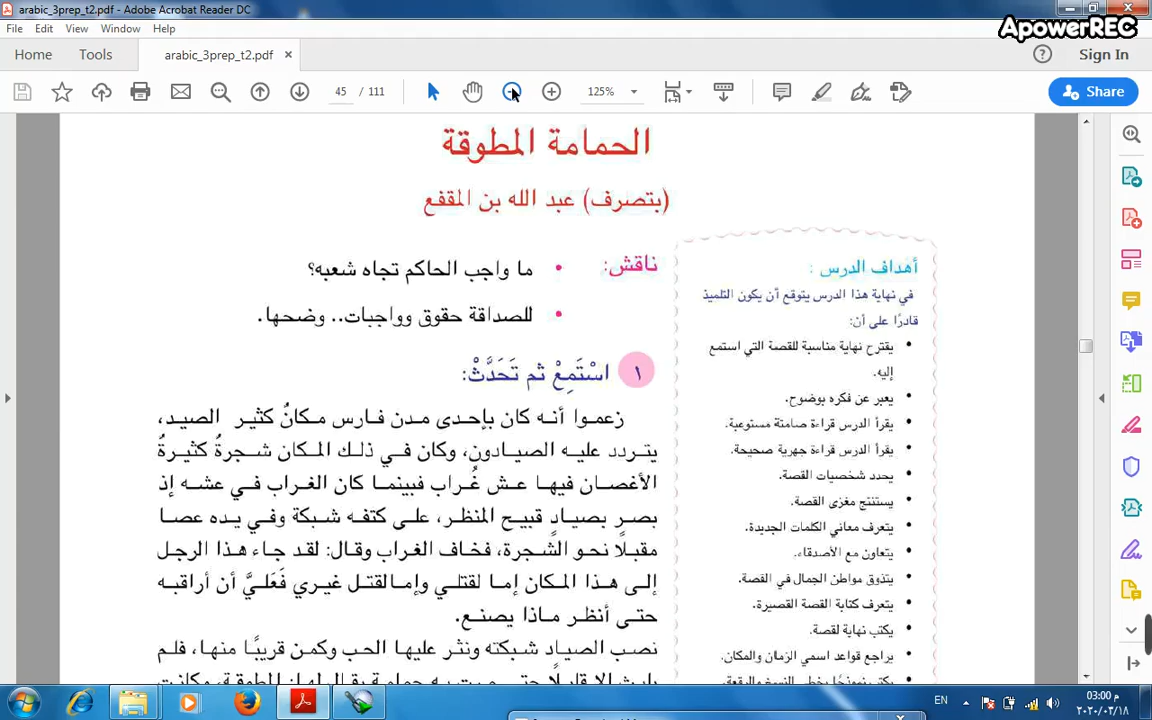 arabic_3prep_t2.pdf - Adobe Acrobat Reader DC
ApowerREC
File Edit View Window Help
Home Tools arabic_3prep_t2.pdf × Sign In
45 / 111 125% Share
الحمامة المطوقة
(بتصرف) عبد الله بن المقفع
ناقش: • ما واجب الحاكم تجاه شعبه؟
• للصداقة حقوق وواجبات.. وضحها.
١ اسْتَمِعْ ثم تَحَدَّثْ:
زعموا أنه كان بإحدى مدن فارس مكانٌ كثير الصيد،
يتردد عليه الصيادون، وكان في ذلك المكان شجرةُ كثيرةُ
الأغصان فيها عش غُراب فبينما كان الغراب في عشه إذ
بصر بصيادٍ قبيح المنظر، على كتفه شبكة وفي يده عصا
مقبلًا نحو الشجرة، فخاف الغراب وقال: لقد جاء هذا الرجل
إلى هذا المكان إما لقتلي وإمالقتل غيري فَعَليَّ أن أراقبه
حتى أنظر ماذا يصنع.
نصب الصياد شبكته ونثر عليها الحب وكمن قريبًا منها، فلم
أهداف الدرس :
في نهاية هذا الدرس يتوقع أن يكون التلميذ
قادرًا على أن:
• يقترح نهاية مناسبة للقصة التي استمع
إليه.
• يعبر عن فكره بوضوح.
• يقرأ الدرس قراءة صامتة مستوعبة.
• يقرأ الدرس قراءة جهرية صحيحة.
• يحدد شخصيات القصة.
• يستنتج مغزى القصة.
• يتعرف معاني الكلمات الجديدة.
• يتعاون مع الأصدقاء.
• يتذوق مواطن الجمال في القصة.
• يتعرف كتابة القصة القصيرة.
• يكتب نهاية لقصة.
• يراجع قواعد اسمي الزمان والمكان.
EN 03:00 م
٢٠٢٠/٠٣/١٨